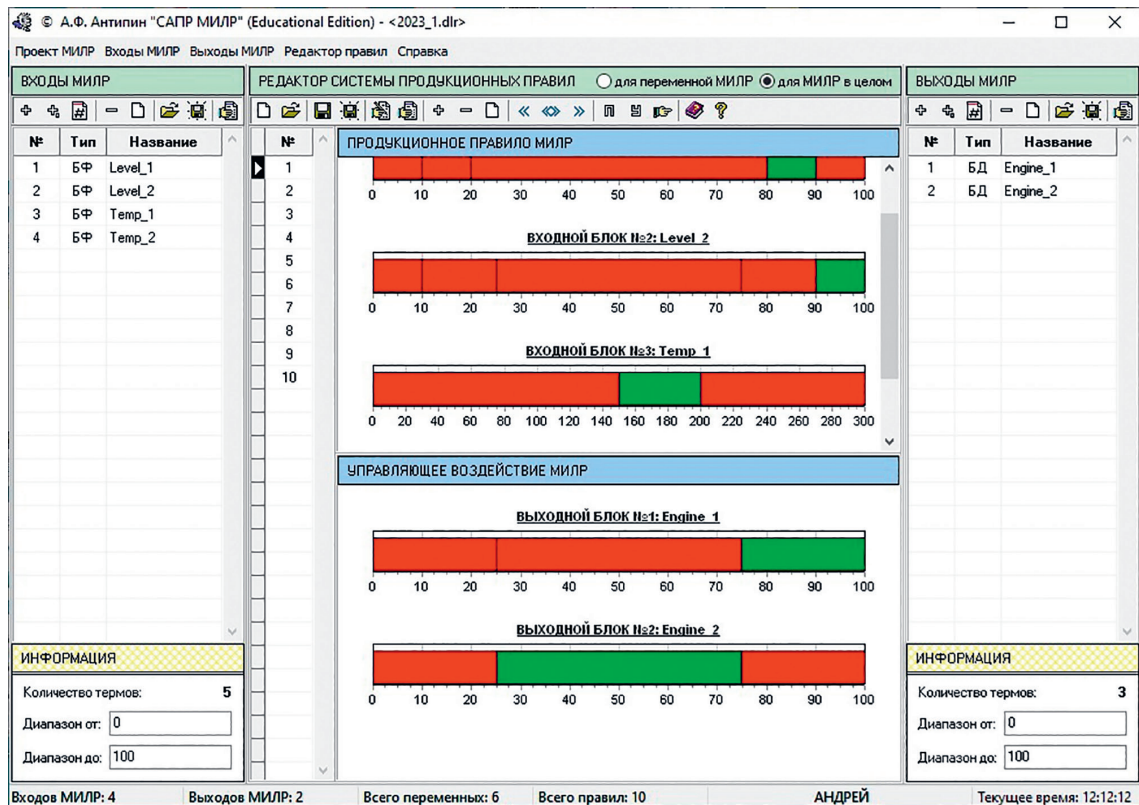 © А.Ф. Антипин "САПР МИЛР" (Educational Edition) - <2023_1.dlr>
Проект МИЛР Входы МИЛР Выходы МИЛР Редактор правил Справка
ВХОДЫ МИЛР
№ Тип Название
1 БФ Level_1
2 БФ Level_2
3 БФ Temp_1
4 БФ Temp_2
ИНФОРМАЦИЯ
Количество термов: 5
Диапазон от: 0
Диапазон до: 100
РЕДАКТОР СИСТЕМЫ ПРОДУКЦИОННЫХ ПРАВИЛ для переменной МИЛР для МИЛР в целом
№
1
2
3
4
5
6
7
8
9
10
ПРОДУКЦИОННОЕ ПРАВИЛО МИЛР
0 10 20 30 40 50 60 70 80 90 100
ВХОДНОЙ БЛОК №2: Level_2
0 10 20 30 40 50 60 70 80 90 100
ВХОДНОЙ БЛОК №3: Temp_1
0 20 40 60 80 100 120 140 160 180 200 220 240 260 280 300
УПРАВЛЯЮЩЕЕ ВОЗДЕЙСТВИЕ МИЛР
ВЫХОДНОЙ БЛОК №1: Engine_1
0 10 20 30 40 50 60 70 80 90 100
ВЫХОДНОЙ БЛОК №2: Engine_2
0 10 20 30 40 50 60 70 80 90 100
ВЫХОДЫ МИЛР
№ Тип Название
1 БД Engine_1
2 БД Engine_2
ИНФОРМАЦИЯ
Количество термов: 3
Диапазон от: 0
Диапазон до: 100
Входов МИЛР: 4 Выходов МИЛР: 2 Всего переменных: 6 Всего правил: 10 АНДРЕЙ Текущее время: 12:12:12